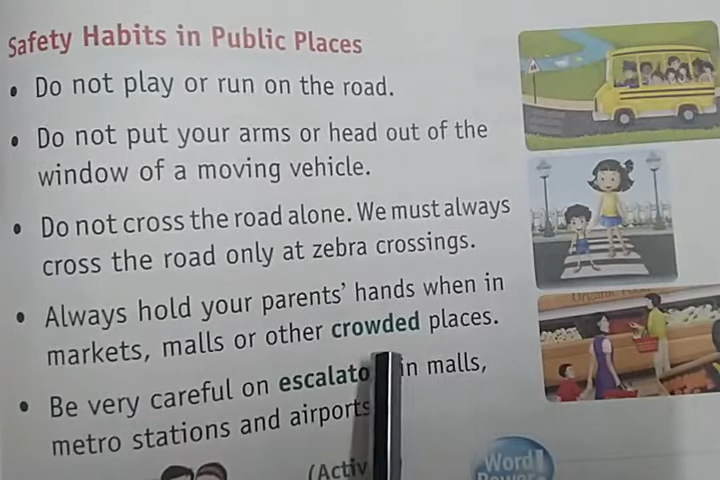 Safety Habits in Public Places
• Do not play or run on the road.
• Do not put your arms or head out of the
window of a moving vehicle.
• Do not cross the road alone. We must always
cross the road only at zebra crossings.
• Always hold your parents' hands when in
markets, malls or other crowded places.
• Be very careful on escalato in malls,
metro stations and airports
(Activ
Word
Organic